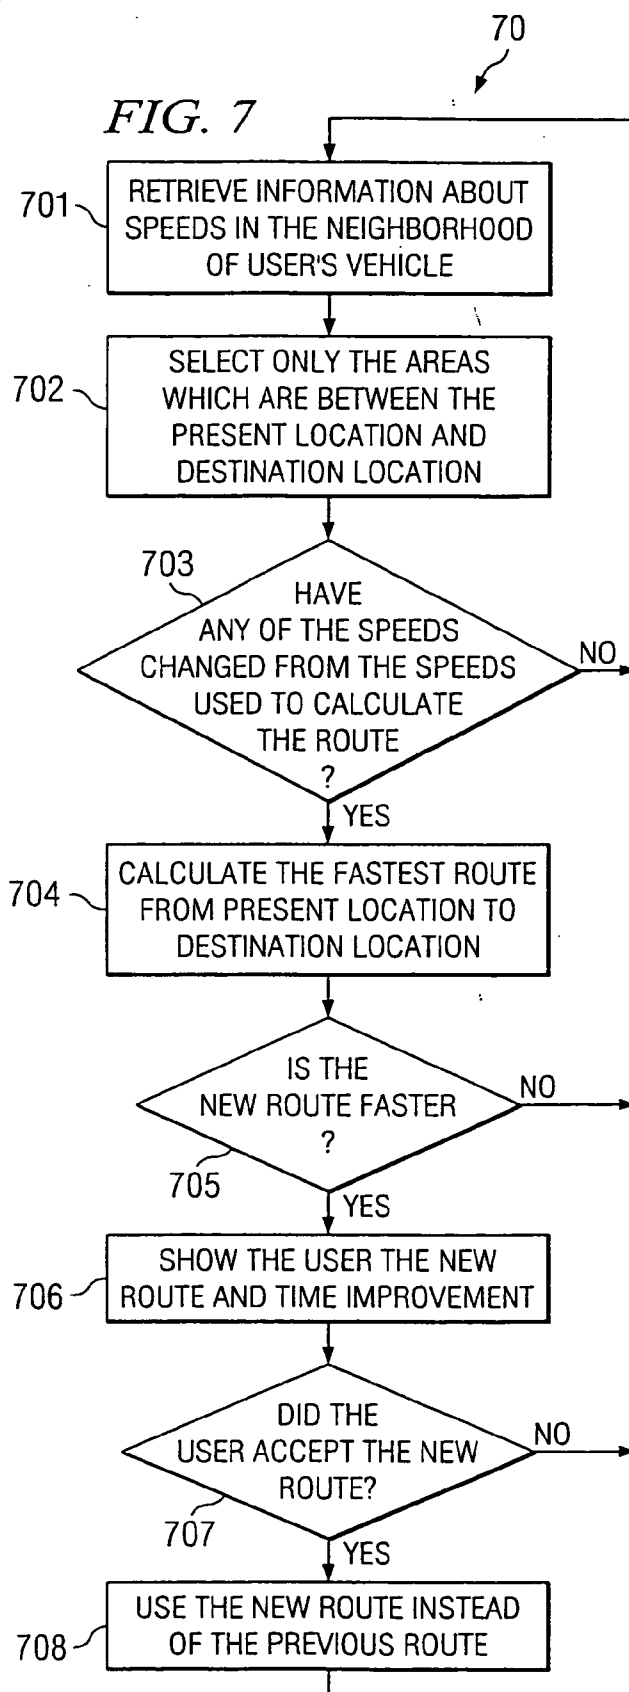 70
FIG. 7
701
RETRIEVE INFORMATION ABOUT
SPEEDS IN THE NEIGHBORHOOD
OF USER'S VEHICLE
702
SELECT ONLY THE AREAS
WHICH ARE BETWEEN THE
PRESENT LOCATION AND
DESTINATION LOCATION
703
HAVE
ANY OF THE SPEEDS
CHANGED FROM THE SPEEDS
USED TO CALCULATE
THE ROUTE
?
NO
YES
704
CALCULATE THE FASTEST ROUTE
FROM PRESENT LOCATION TO
DESTINATION LOCATION
IS THE
NEW ROUTE FASTER
?
NO
705
YES
706
SHOW THE USER THE NEW
ROUTE AND TIME IMPROVEMENT
DID THE
USER ACCEPT THE NEW
ROUTE?
NO
707
YES
708
USE THE NEW ROUTE INSTEAD
OF THE PREVIOUS ROUTE